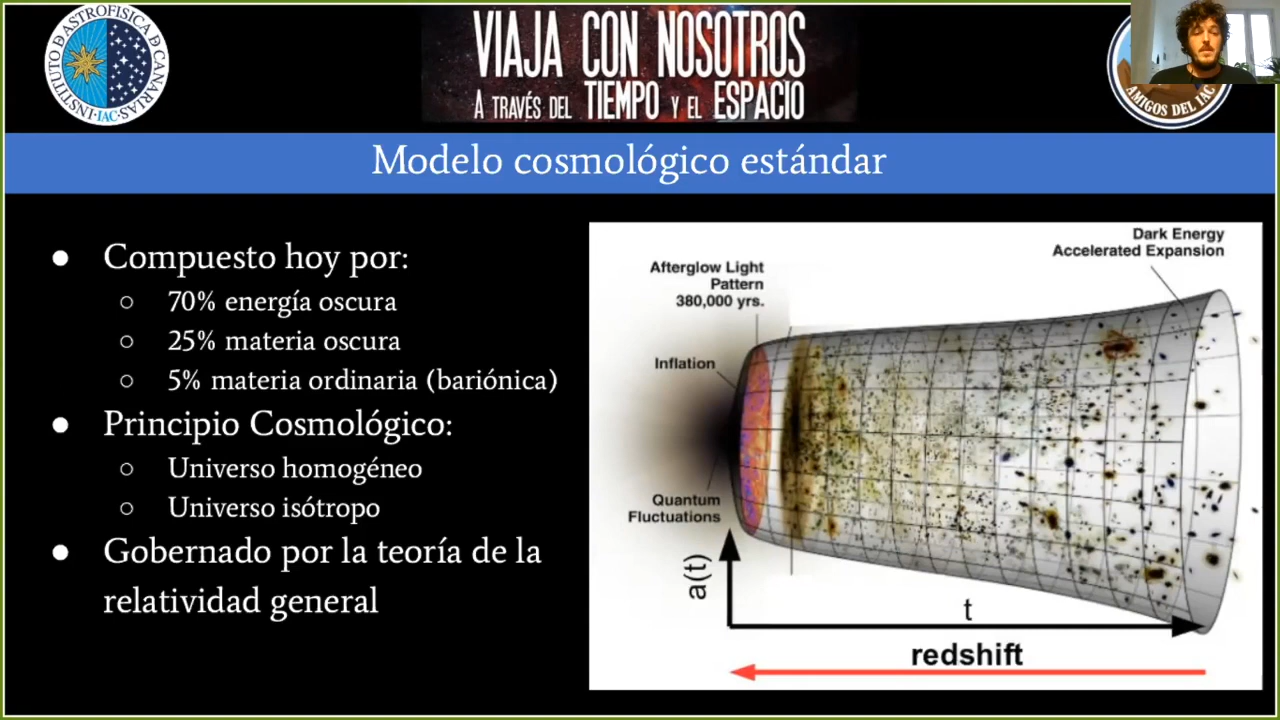 INSTITUTO DE ASTROFISICA DE CANARIAS
·IAC·
VIAJA CON NOSOTROS
A TRAVÉS DEL TIEMPO Y EL ESPACIO
AMIGOS DEL IAC
Modelo cosmológico estándar
● Compuesto hoy por:
○ 70% energía oscura
○ 25% materia oscura
○ 5% materia ordinaria (bariónica)
● Principio Cosmológico:
○ Universo homogéneo
○ Universo isótropo
● Gobernado por la teoría de la
relatividad general
Dark Energy
Accelerated Expansion
Afterglow Light
Pattern
380,000 yrs.
Inflation
Quantum
Fluctuations
a(t)
t
redshift